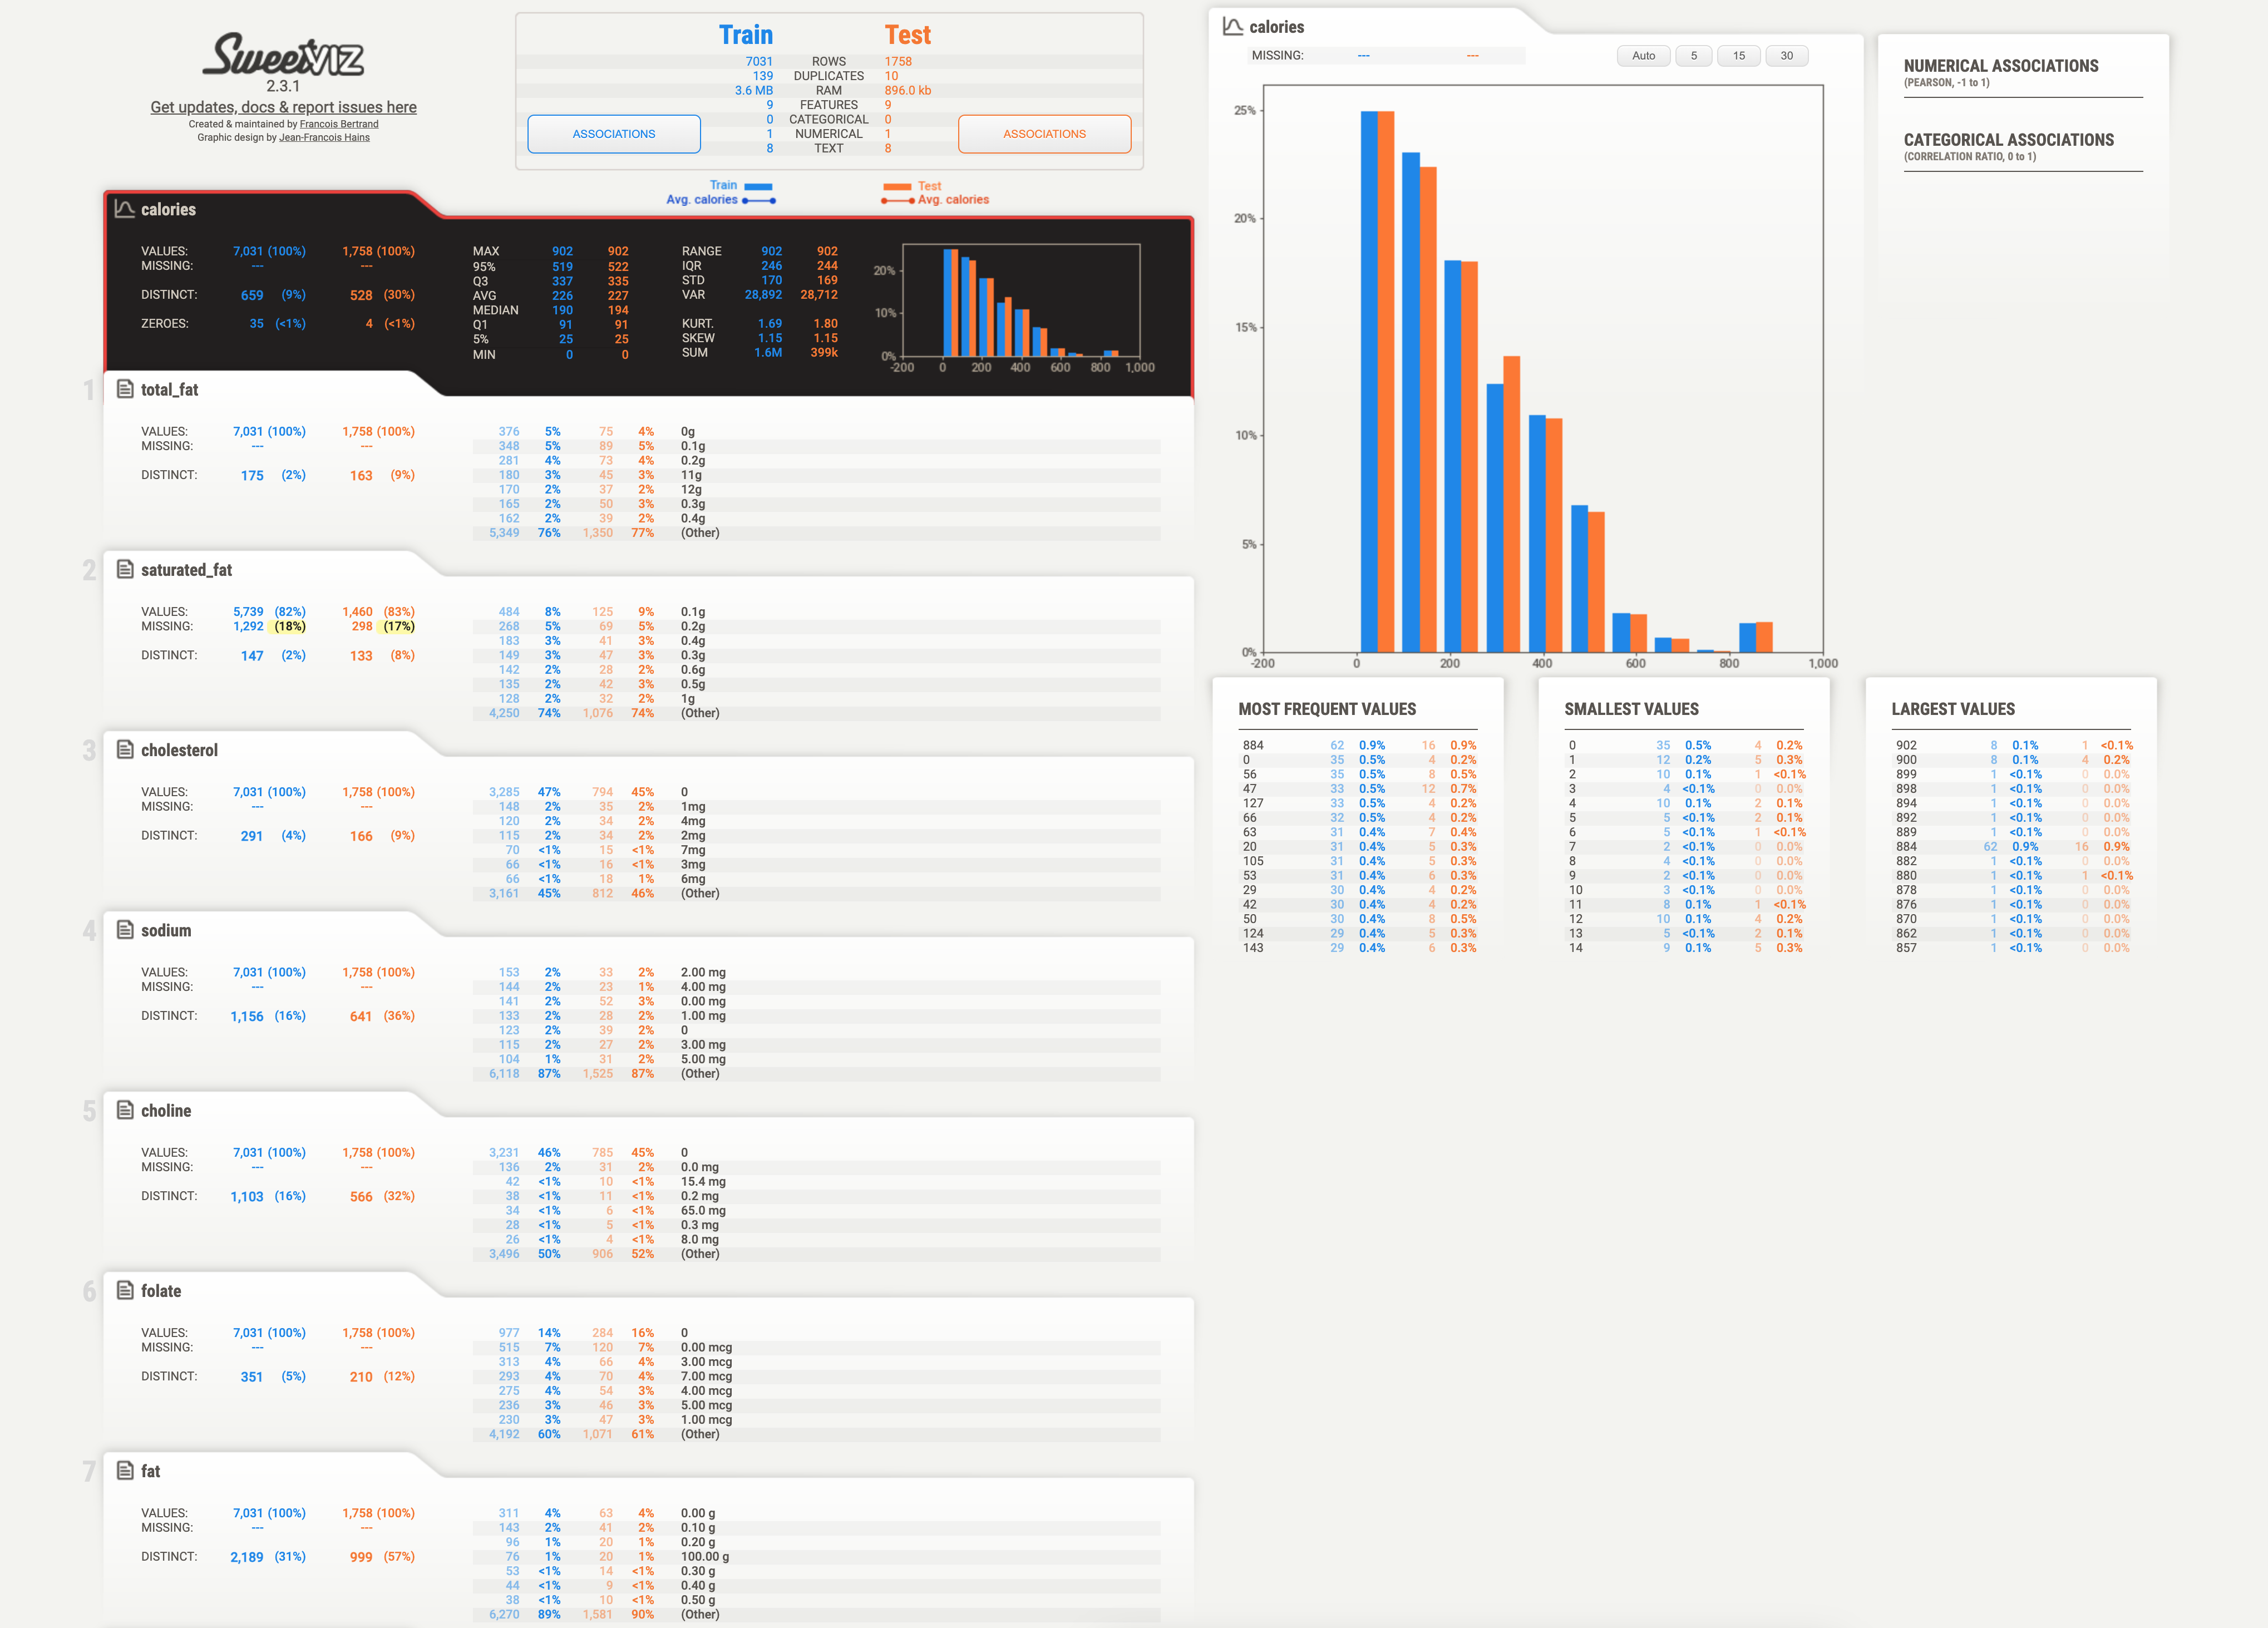 SweetVIZ
2.3.1
Get updates, docs & report issues here
Created & maintained by Francois Bertrand
Graphic design by Jean-Francois Hains
Train Test
7031 ROWS 1758
139 DUPLICATES 10
3.6 MB RAM 896.0 kb
9 FEATURES 9
0 CATEGORICAL 0
1 NUMERICAL 1
8 TEXT 8
ASSOCIATIONS
ASSOCIATIONS
Train Test
Avg. calories Avg. calories
calories
VALUES: 7,031 (100%) 1,758 (100%)
MISSING: --- ---
DISTINCT: 659 (9%) 528 (30%)
ZEROES: 35 (<1%) 4 (<1%)
MAX 902 902
95% 519 522
Q3 337 335
AVG 226 227
MEDIAN 190 194
Q1 91 91
5% 25 25
MIN 0 0
RANGE 902 902
IQR 246 244
STD 170 169
VAR 28,892 28,712
KURT. 1.69 1.80
SKEW 1.15 1.15
SUM 1.6M 399k
20%
10%
0%
-200 0 200 400 600 800 1,000
1
total_fat
VALUES: 7,031 (100%) 1,758 (100%)
MISSING: --- ---
DISTINCT: 175 (2%) 163 (9%)
376 5% 75 4% 0g
348 5% 89 5% 0.1g
281 4% 73 4% 0.2g
180 3% 45 3% 11g
170 2% 37 2% 12g
165 2% 50 3% 0.3g
162 2% 39 2% 0.4g
5,349 76% 1,350 77% (Other)
2
saturated_fat
VALUES: 5,739 (82%) 1,460 (83%)
MISSING: 1,292 (18%) 298 (17%)
DISTINCT: 147 (2%) 133 (8%)
484 8% 125 9% 0.1g
268 5% 69 5% 0.2g
183 3% 41 3% 0.4g
149 3% 47 3% 0.3g
142 2% 28 2% 0.6g
135 2% 42 3% 0.5g
128 2% 32 2% 1g
4,250 74% 1,076 74% (Other)
3
cholesterol
VALUES: 7,031 (100%) 1,758 (100%)
MISSING: --- ---
DISTINCT: 291 (4%) 166 (9%)
3,285 47% 794 45% 0
148 2% 35 2% 1mg
120 2% 34 2% 4mg
115 2% 34 2% 2mg
70 <1% 15 <1% 7mg
66 <1% 16 <1% 3mg
66 <1% 18 1% 6mg
3,161 45% 812 46% (Other)
4
sodium
VALUES: 7,031 (100%) 1,758 (100%)
MISSING: --- ---
DISTINCT: 1,156 (16%) 641 (36%)
153 2% 33 2% 2.00 mg
144 2% 23 1% 4.00 mg
141 2% 52 3% 0.00 mg
133 2% 28 2% 1.00 mg
123 2% 39 2% 0
115 2% 27 2% 3.00 mg
104 1% 31 2% 5.00 mg
6,118 87% 1,525 87% (Other)
5
choline
VALUES: 7,031 (100%) 1,758 (100%)
MISSING: --- ---
DISTINCT: 1,103 (16%) 566 (32%)
3,231 46% 785 45% 0
136 2% 31 2% 0.0 mg
42 <1% 10 <1% 15.4 mg
38 <1% 11 <1% 0.2 mg
34 <1% 6 <1% 65.0 mg
28 <1% 5 <1% 0.3 mg
26 <1% 4 <1% 8.0 mg
3,496 50% 906 52% (Other)
6
folate
VALUES: 7,031 (100%) 1,758 (100%)
MISSING: --- ---
DISTINCT: 351 (5%) 210 (12%)
977 14% 284 16% 0
515 7% 120 7% 0.00 mcg
313 4% 66 4% 3.00 mcg
293 4% 70 4% 7.00 mcg
275 4% 54 3% 4.00 mcg
236 3% 46 3% 5.00 mcg
230 3% 47 3% 1.00 mcg
4,192 60% 1,071 61% (Other)
7
fat
VALUES: 7,031 (100%) 1,758 (100%)
MISSING: --- ---
DISTINCT: 2,189 (31%) 999 (57%)
311 4% 63 4% 0.00 g
143 2% 41 2% 0.10 g
96 1% 20 1% 0.20 g
76 1% 20 1% 100.00 g
53 <1% 14 <1% 0.30 g
44 <1% 9 <1% 0.40 g
38 <1% 10 <1% 0.50 g
6,270 89% 1,581 90% (Other)
calories
MISSING: --- ---
Auto 5 15 30
25%
20%
15%
10%
5%
0%
-200 0 200 400 600 800 1,000
NUMERICAL ASSOCIATIONS
(PEARSON, -1 to 1)
CATEGORICAL ASSOCIATIONS
(CORRELATION RATIO, 0 to 1)
MOST FREQUENT VALUES
884 62 0.9% 16 0.9%
0 35 0.5% 4 0.2%
56 35 0.5% 8 0.5%
47 33 0.5% 12 0.7%
127 33 0.5% 4 0.2%
66 32 0.5% 4 0.2%
63 31 0.4% 7 0.4%
20 31 0.4% 5 0.3%
105 31 0.4% 5 0.3%
53 31 0.4% 6 0.3%
29 30 0.4% 4 0.2%
42 30 0.4% 4 0.2%
50 30 0.4% 8 0.5%
124 29 0.4% 5 0.3%
143 29 0.4% 6 0.3%
SMALLEST VALUES
0 35 0.5% 4 0.2%
1 12 0.2% 5 0.3%
2 10 0.1% 1 <0.1%
3 4 <0.1% 0 0.0%
4 10 0.1% 2 0.1%
5 5 <0.1% 2 0.1%
6 5 <0.1% 1 <0.1%
7 2 <0.1% 0 0.0%
8 4 <0.1% 0 0.0%
9 2 <0.1% 0 0.0%
10 3 <0.1% 0 0.0%
11 8 0.1% 1 <0.1%
12 10 0.1% 4 0.2%
13 5 <0.1% 2 0.1%
14 9 0.1% 5 0.3%
LARGEST VALUES
902 8 0.1% 1 <0.1%
900 8 0.1% 4 0.2%
899 1 <0.1% 0 0.0%
898 1 <0.1% 0 0.0%
894 1 <0.1% 0 0.0%
892 1 <0.1% 0 0.0%
889 1 <0.1% 0 0.0%
884 62 0.9% 16 0.9%
882 1 <0.1% 0 0.0%
880 1 <0.1% 1 <0.1%
878 1 <0.1% 0 0.0%
876 1 <0.1% 0 0.0%
870 1 <0.1% 0 0.0%
862 1 <0.1% 0 0.0%
857 1 <0.1% 0 0.0%